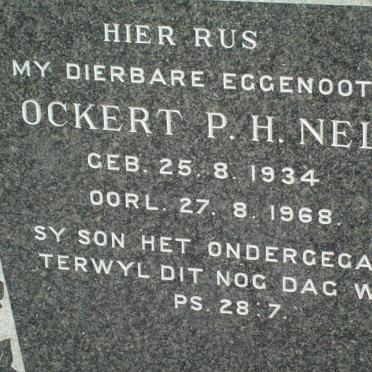 HIER RUS
MY DIERBARE EGGENOOT
OCKERT P. H. NEL
GEB. 25. 8. 1934
OORL. 27. 8. 1968.
SY SON HET ONDERGEGA
TERWYL DIT NOG DAG W
PS. 28:7.